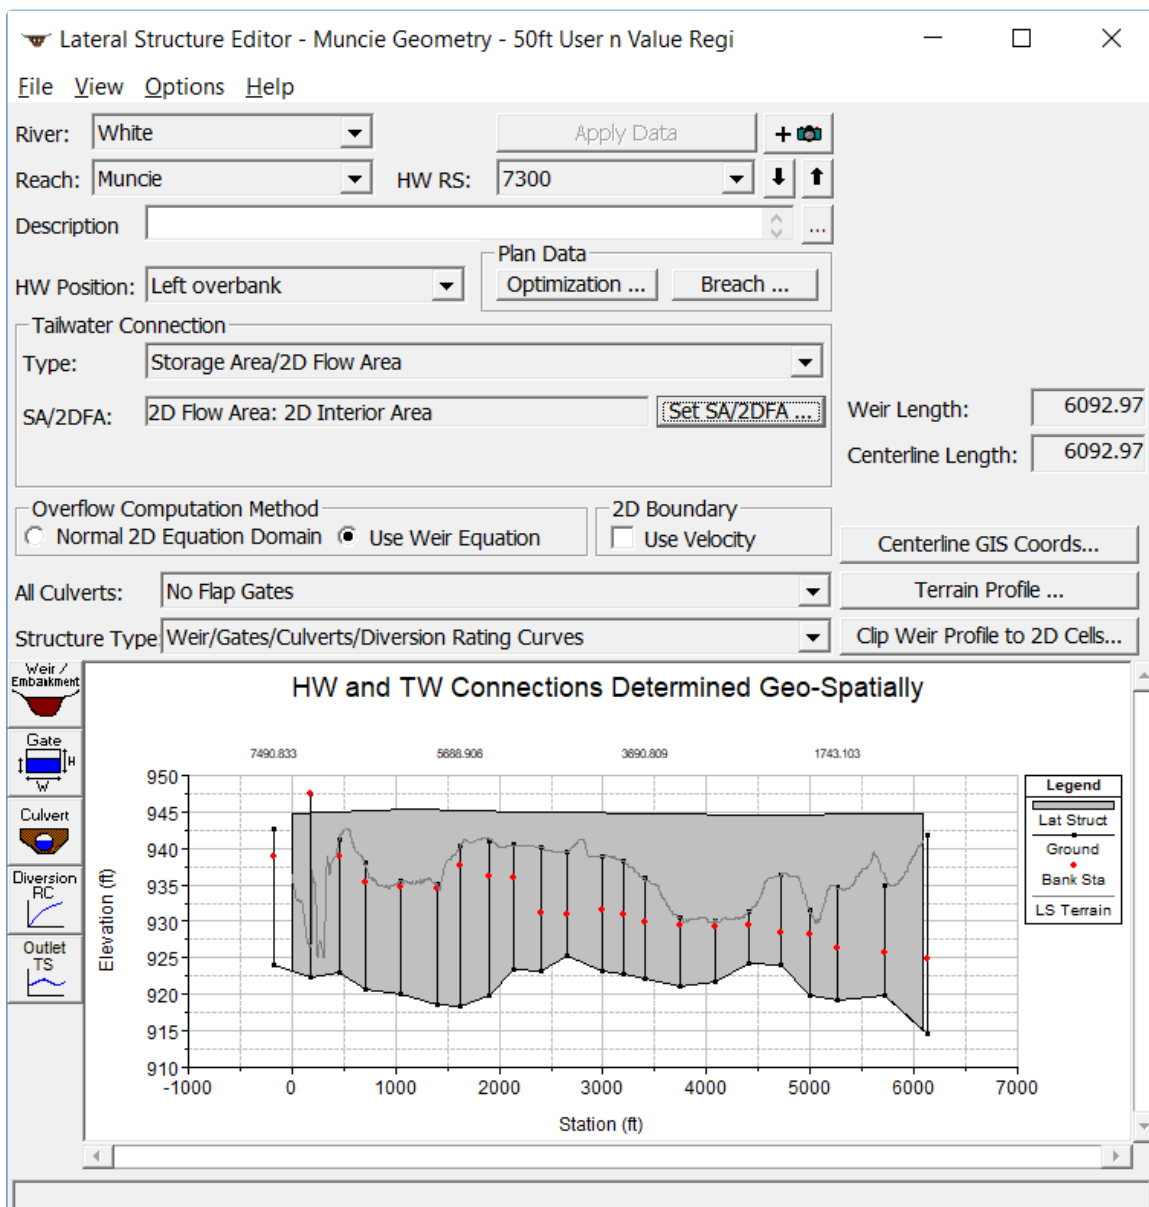 Lateral Structure Editor - Muncie Geometry - 50ft User n Value Regi
File View Options Help
River: White Apply Data +
Reach: Muncie HW RS: 7300
Description ...
Plan Data
HW Position: Left overbank Optimization ... Breach ...
Tailwater Connection
Type: Storage Area/2D Flow Area
SA/2DFA: 2D Flow Area: 2D Interior Area Set SA/2DFA ... Weir Length: 6092.97
Centerline Length: 6092.97
Overflow Computation Method 2D Boundary
Normal 2D Equation Domain Use Weir Equation Use Velocity Centerline GIS Coords...
All Culverts: No Flap Gates Terrain Profile ...
Structure Type Weir/Gates/Culverts/Diversion Rating Curves Clip Weir Profile to 2D Cells...
Weir /
Embankment
Gate
H
W
Culvert
Diversion
RC
Outlet
TS
HW and TW Connections Determined Geo-Spatially
7490.833 5688.906 3690.809 1743.103
950
945
940
935
930
925
920
915
910
Elevation (ft)
-1000 0 1000 2000 3000 4000 5000 6000 7000
Station (ft)
Legend
Lat Struct
Ground
Bank Sta
LS Terrain